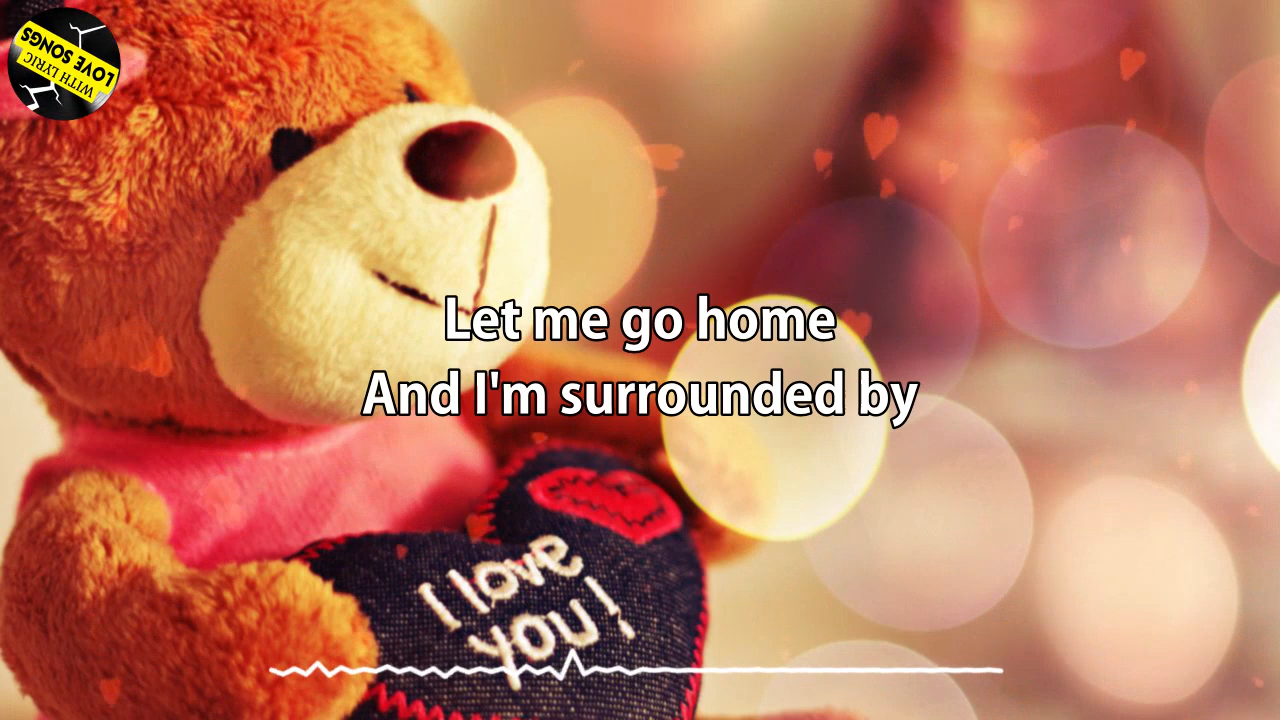 LOVE SONGS
WITH LYRIC
Let me go home
And I'm surrounded by
I love
you!